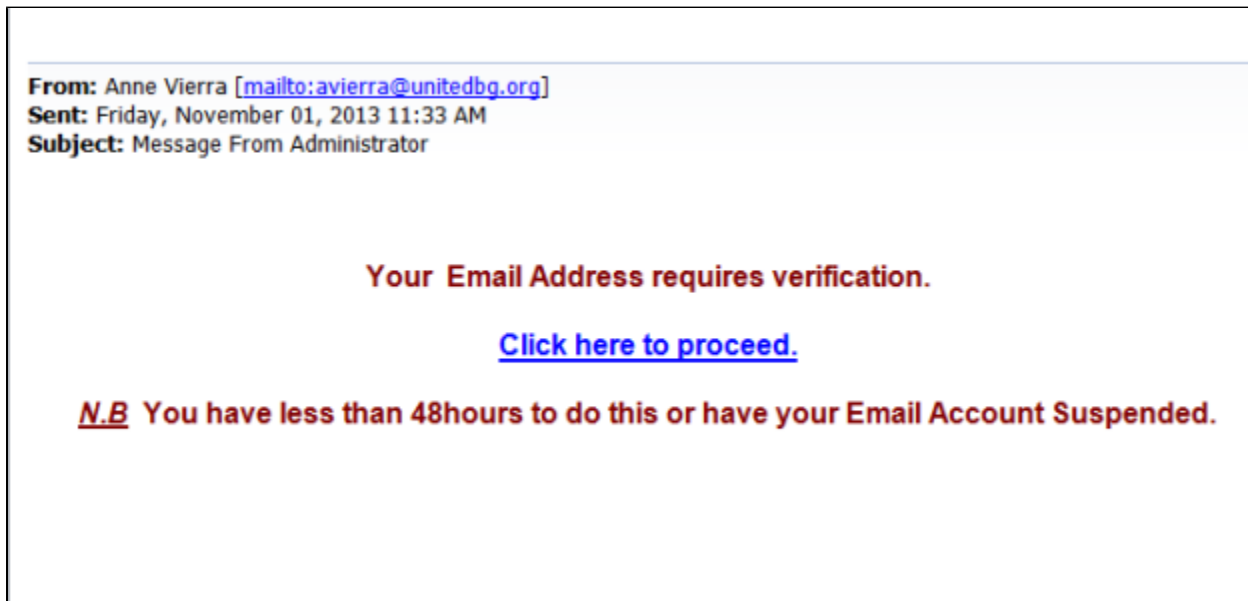 From: Anne Vierra [mailto:avierra@unitedbg.org]
Sent: Friday, November 01, 2013 11:33 AM
Subject: Message From Administrator
Your Email Address requires verification.
Click here to proceed.
N.B You have less than 48hours to do this or have your Email Account Suspended.